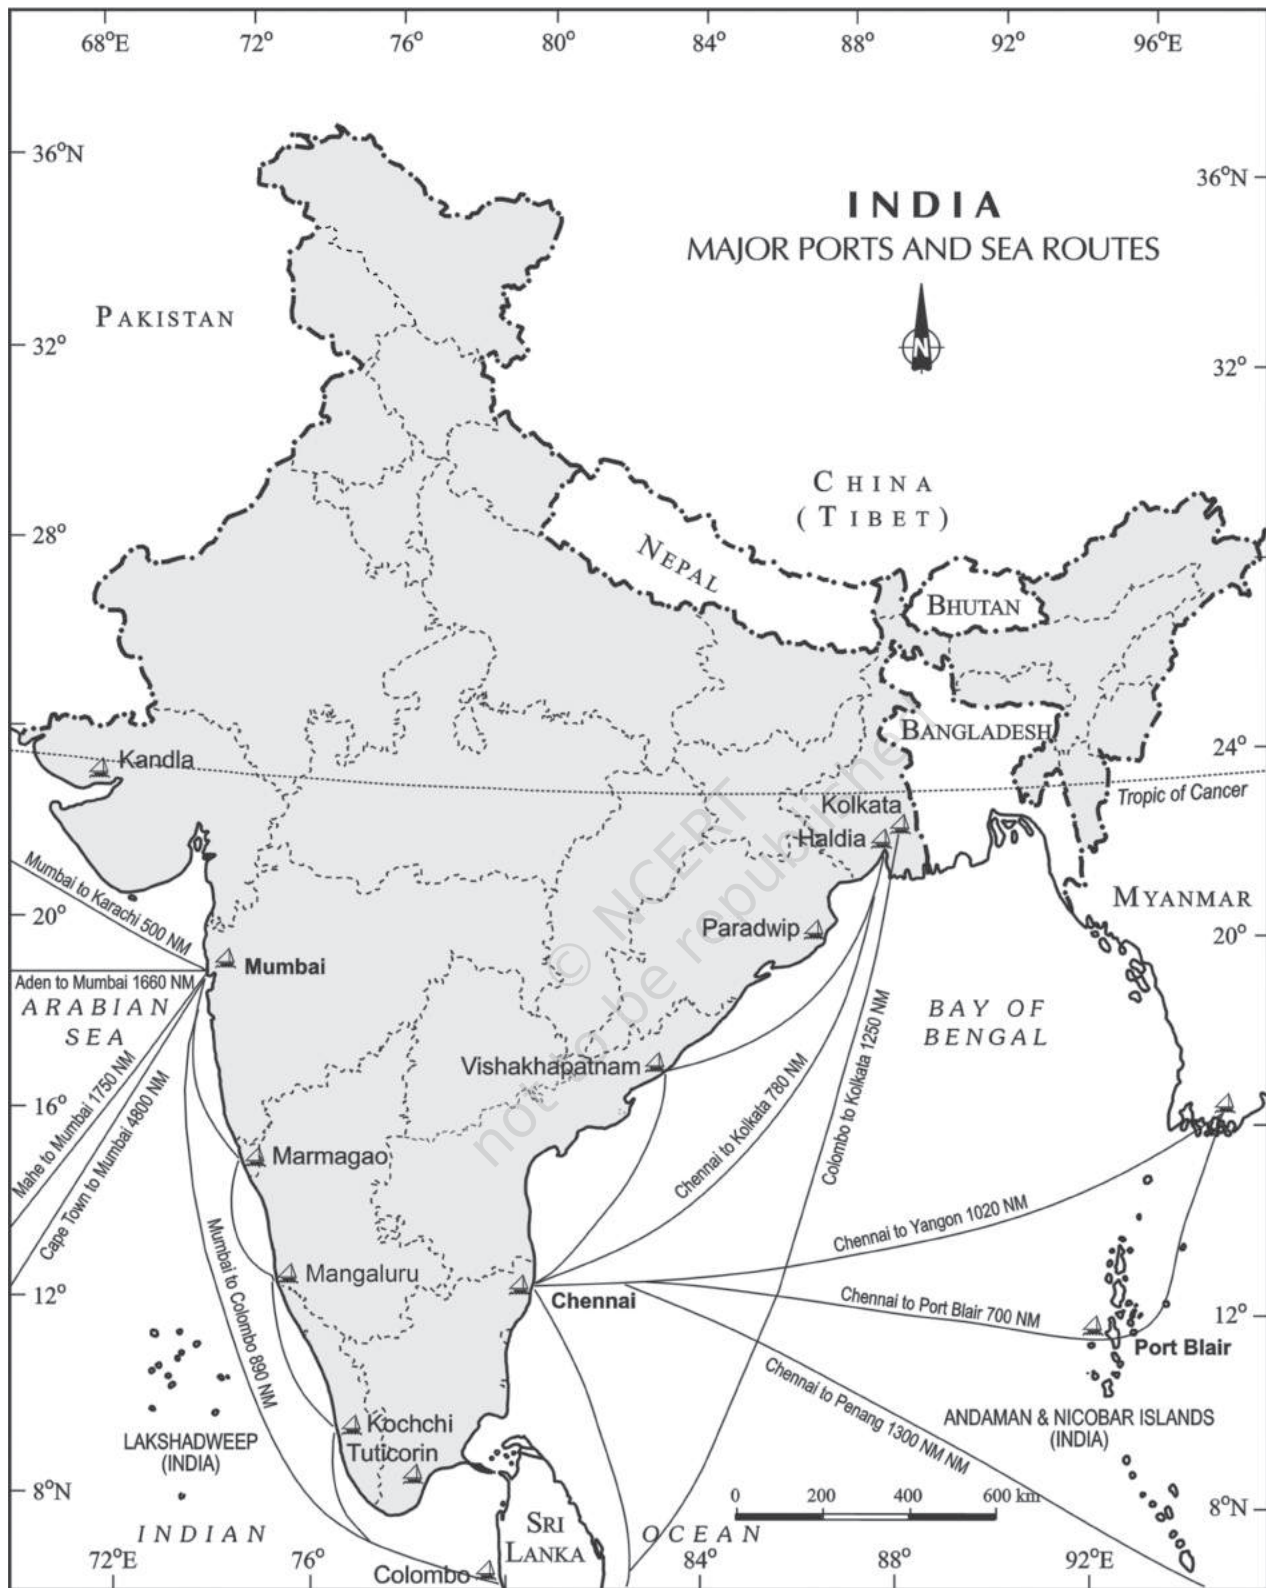 68°E 72° 76° 80° 84° 88° 92° 96°E
36°N
36°N
INDIA
MAJOR PORTS AND SEA ROUTES
N
PAKISTAN
32°
32°
CHINA
(TIBET)
28°
NEPAL
BHUTAN
BANGLADESH
24°
Kandla
Tropic of Cancer
Kolkata
Haldia
MYANMAR
Mumbai to Karachi 500 NM
20°
20°
Paradwip
Mumbai
Aden to Mumbai 1660 NM
ARABIAN
SEA
BAY OF
BENGAL
© NCERT
not to be republished
Vishakhapatnam
Mahe to Mumbai 1750 NM
Cape Town to Mumbai 4800 NM
Chennai to Kolkata 780 NM
Colombo to Kolkata 1250 NM
16°
Marmagao
Chennai to Yangon 1020 NM
Mangaluru
Mumbai to Colombo 890 NM
12°
Chennai
Chennai to Port Blair 700 NM
12°
Port Blair
Chennai to Penang 1300 NM NM
Kochchi
Tuticorin
LAKSHADWEEP
(INDIA)
ANDAMAN & NICOBAR ISLANDS
(INDIA)
8°N
0 200 400 600 km
8°N
INDIAN
OCEAN
SRI
LANKA
Colombo
72°E 76° 84° 88° 92°E